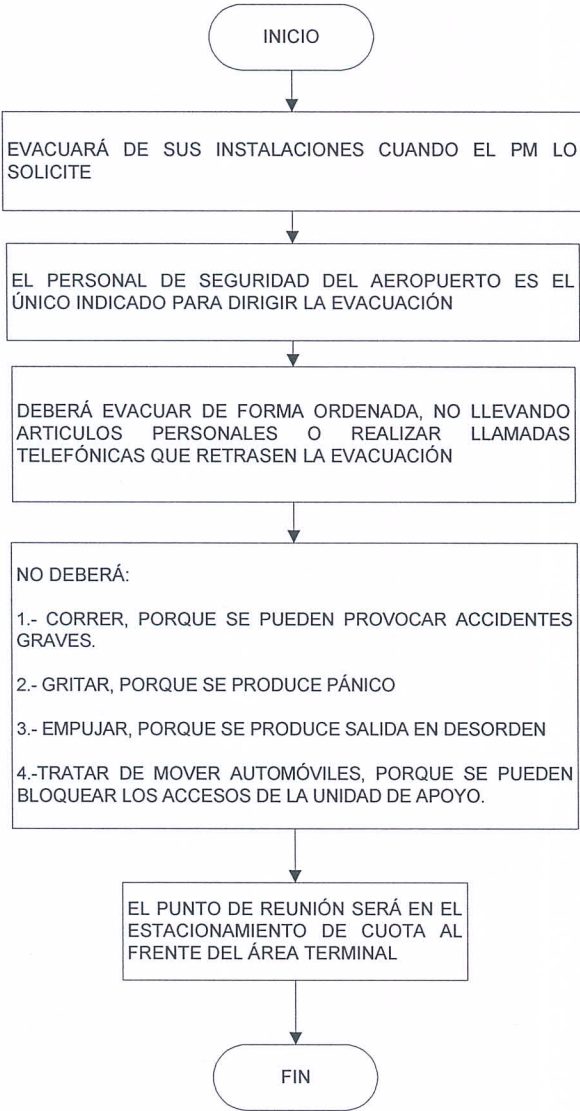 INICIO
EVACUARÁ DE SUS INSTALACIONES CUANDO EL PM LO
SOLICITE
EL PERSONAL DE SEGURIDAD DEL AEROPUERTO ES EL
ÚNICO INDICADO PARA DIRIGIR LA EVACUACIÓN
DEBERÁ EVACUAR DE FORMA ORDENADA, NO LLEVANDO
ARTICULOS PERSONALES O REALIZAR LLAMADAS
TELEFÓNICAS QUE RETRASEN LA EVACUACIÓN
NO DEBERÁ:
1.- CORRER, PORQUE SE PUEDEN PROVOCAR ACCIDENTES
GRAVES.
2.- GRITAR, PORQUE SE PRODUCE PÁNICO
3.- EMPUJAR, PORQUE SE PRODUCE SALIDA EN DESORDEN
4.-TRATAR DE MOVER AUTOMÓVILES, PORQUE SE PUEDEN
BLOQUEAR LOS ACCESOS DE LA UNIDAD DE APOYO.
EL PUNTO DE REUNIÓN SERÁ EN EL
ESTACIONAMIENTO DE CUOTA AL
FRENTE DEL ÁREA TERMINAL
FIN